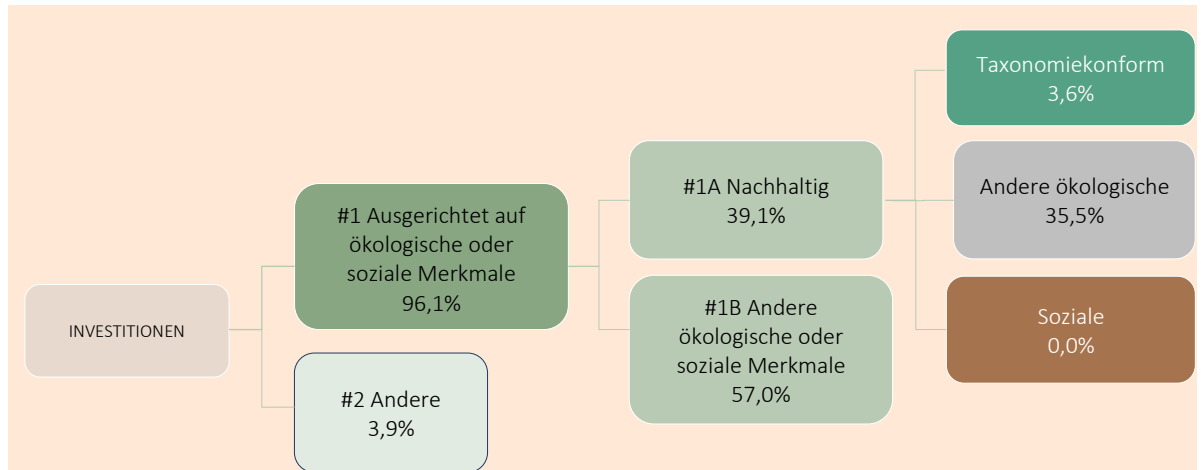 INVESTITIONEN
#1 Ausgerichtet auf
ökologische oder
soziale Merkmale
96,1%
#2 Andere
3,9%
#1A Nachhaltig
39,1%
#1B Andere
ökologische oder
soziale Merkmale
57,0%
Taxonomiekonform
3,6%
Andere ökologische
35,5%
Soziale
0,0%